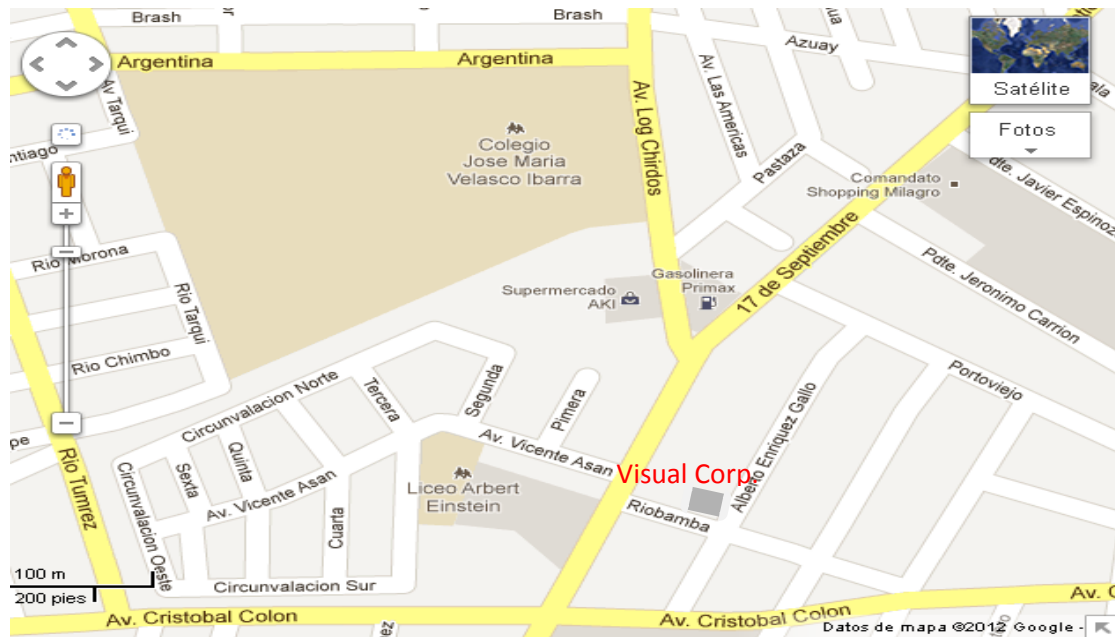 Brash
Brash
Azuay
Argentina
Argentina
Satélite
Av Tarqui
Av. Log Chirdos
Av. Las Americas
Fotos
ntiago
Colegio
Jose Maria
Velasco Ibarra
Pastaza
Comandato
Shopping Milagro
Pdte. Javier Espinoz
17 de Septiembre
Rio Morona
Rio Tarqui
Gasolinera
Primax
Supermercado
AKI
Pdte. Jeronimo Carrion
Rio Chimbo
Circunvalacion Norte
Tercera
Segunda
Pimera
Portoviejo
Alberto Enriquez Gallo
Av. Vicente Asan
Rio Tumrez
Quinta
Sexta
Circunvalacion Oeste
Av. Vicente Asan
Liceo Arbert
Einstein
Visual Corp.
Riobamba
Cuarta
Circunvalacion Sur
100 m
200 pies
Av. Cristobal Colon
Av. Cristobal Colon
Av. C
Datos de mapa ©2012 Google -